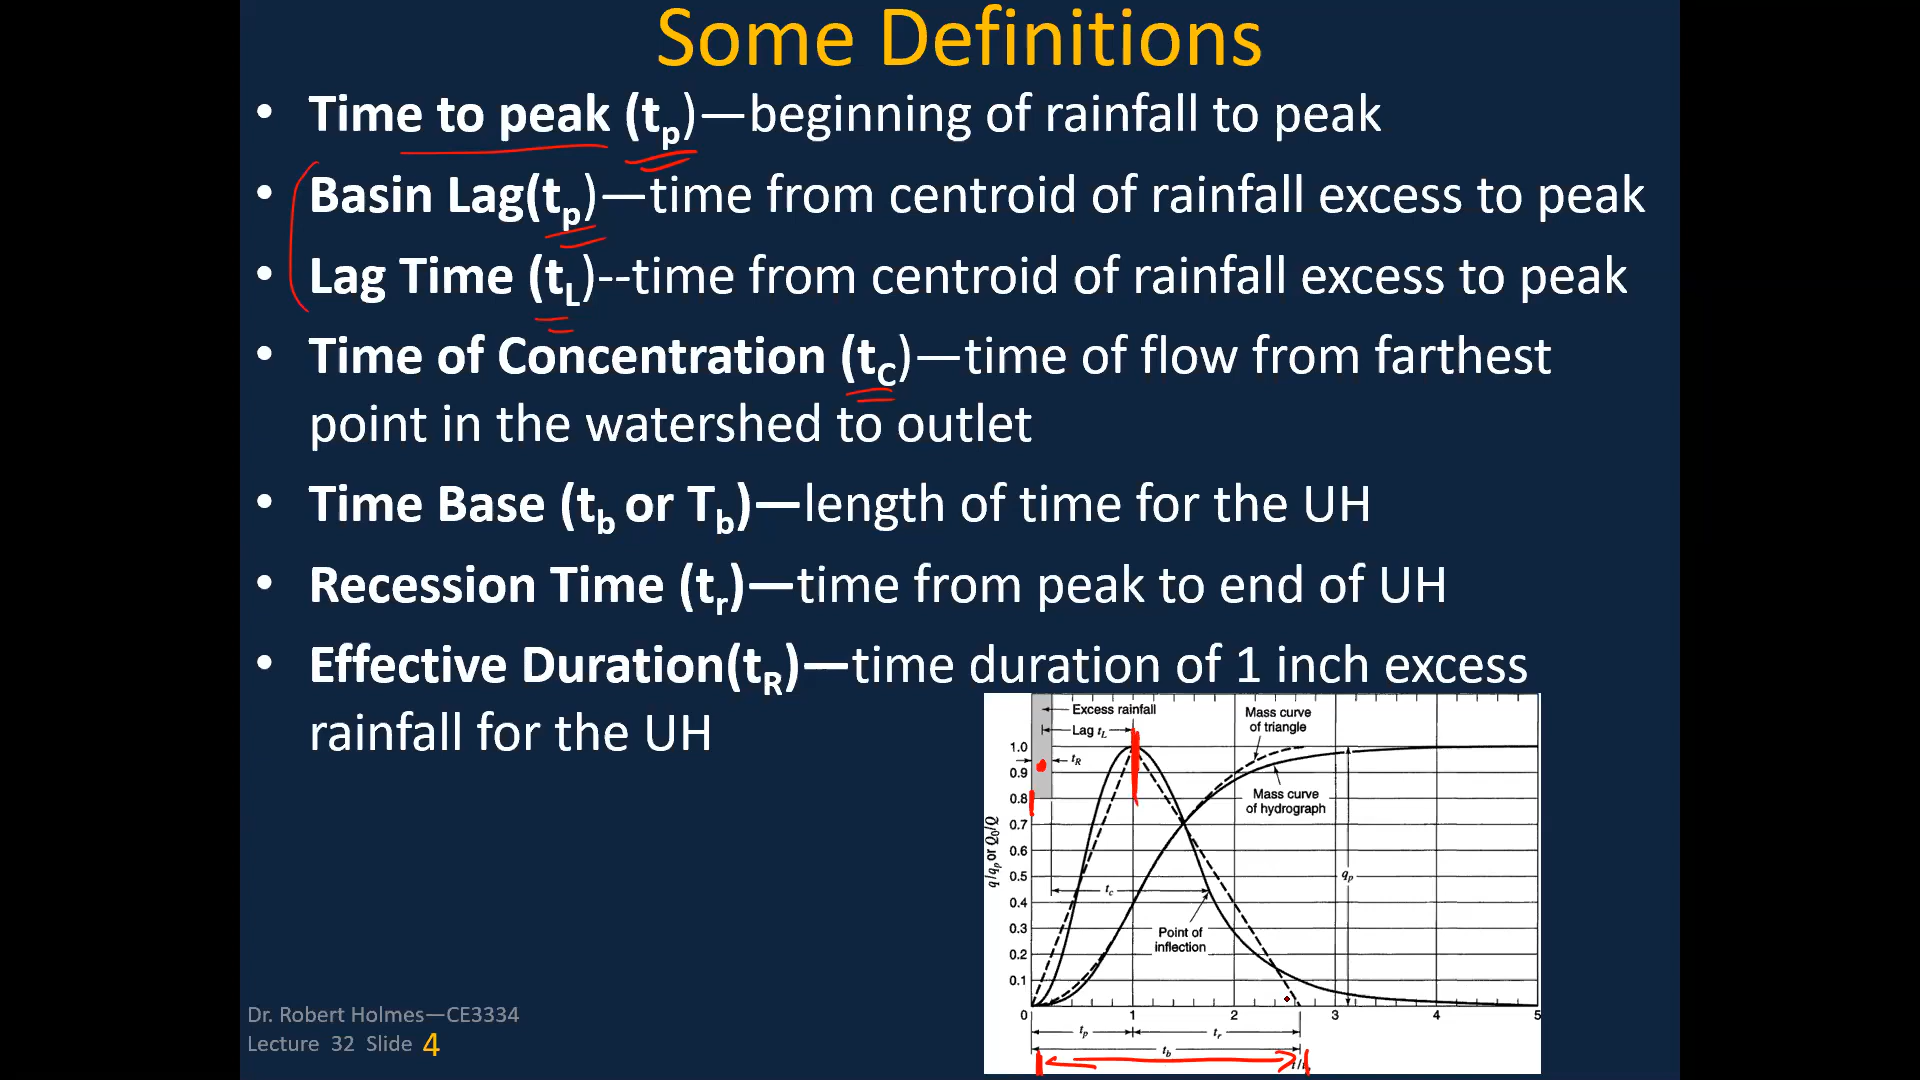 Some Definitions
• Time to peak (tp)—beginning of rainfall to peak
• Basin Lag(tp)—time from centroid of rainfall excess to peak
• Lag Time (tL)--time from centroid of rainfall excess to peak
• Time of Concentration (tC)—time of flow from farthest
point in the watershed to outlet
• Time Base (tb or Tb)—length of time for the UH
• Recession Time (tr)—time from peak to end of UH
• Effective Duration(tR)—time duration of 1 inch excess
rainfall for the UH
Excess rainfall
Lag tL
tR
Mass curve
of triangle
Mass curve
of hydrograph
qp
tc
Point of
inflection
q/qp or Q0/Q
1.0
0.9
0.8
0.7
0.6
0.5
0.4
0.3
0.2
0.1
0 1 2 3 4 5
tp tr
tb
Dr. Robert Holmes—CE3334
Lecture 32 Slide 4